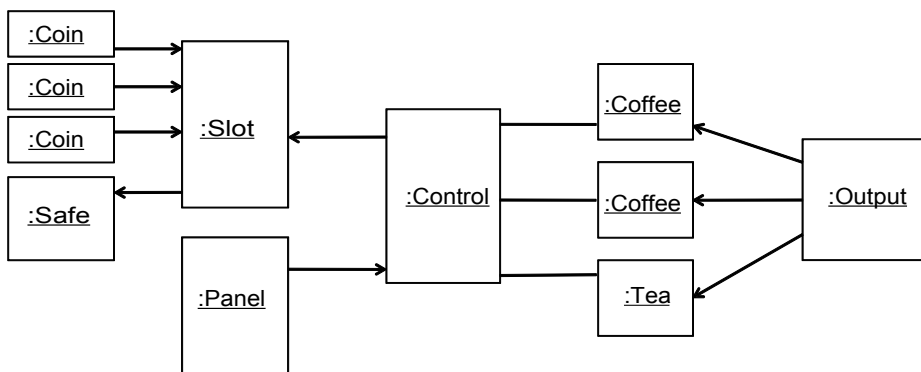 :Coin
:Coin
:Coin
:Safe
:Slot
:Panel
:Control
:Coffee
:Coffee
:Tea
:Output